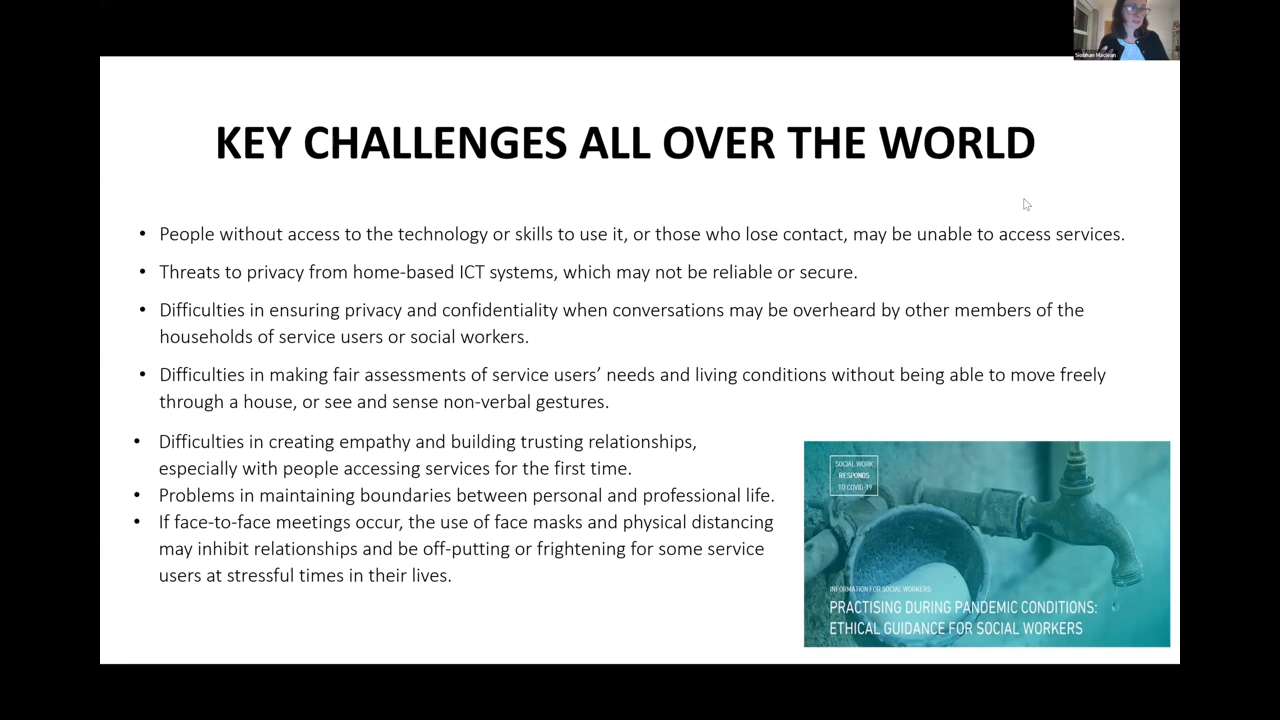 Siobhan Maclean
KEY CHALLENGES ALL OVER THE WORLD
• People without access to the technology or skills to use it, or those who lose contact, may be unable to access services.
• Threats to privacy from home-based ICT systems, which may not be reliable or secure.
• Difficulties in ensuring privacy and confidentiality when conversations may be overheard by other members of the
households of service users or social workers.
• Difficulties in making fair assessments of service users’ needs and living conditions without being able to move freely
through a house, or see and sense non-verbal gestures.
• Difficulties in creating empathy and building trusting relationships,
especially with people accessing services for the first time.
• Problems in maintaining boundaries between personal and professional life.
• If face-to-face meetings occur, the use of face masks and physical distancing
may inhibit relationships and be off-putting or frightening for some service
users at stressful times in their lives.
SOCIAL WORK
RESPONDS
TO COVID-19
INFORMATION FOR SOCIAL WORKERS
PRACTISING DURING PANDEMIC CONDITIONS:
ETHICAL GUIDANCE FOR SOCIAL WORKERS